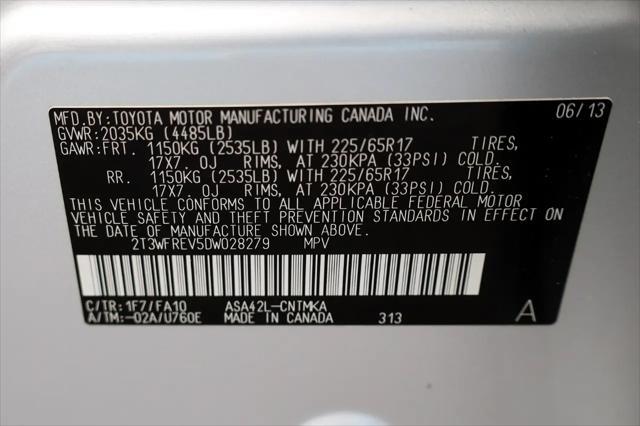 MFD.BY:TOYOTA MOTOR MANUFACTURING CANADA INC. 06/13
GVWR:2035KG (4485LB)
GAWR:FRT. 1150KG (2535LB) WITH 225/65R17 TIRES,
17X7.0J RIMS, AT 230KPA (33PSI) COLD.
RR. 1150KG (2535LB) WITH 225/65R17 TIRES,
17X7.0J RIMS, AT 230KPA (33PSI) COLD.
THIS VEHICLE CONFORMS TO ALL APPLICABLE FEDERAL MOTOR
VEHICLE SAFETY AND THEFT PREVENTION STANDARDS IN EFFECT ON
THE DATE OF MANUFACTURE SHOWN ABOVE.
2T3WFREV5DW028279 MPV
C/TR:1F7/FA10 ASA42L-CNTMKA
A/TM:-02A/U760E MADE IN CANADA 313 A